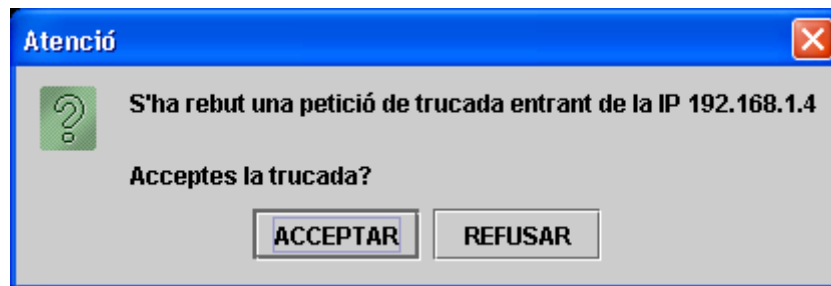 Atenció
S'ha rebut una petició de trucada entrant de la IP 192.168.1.4
Acceptes la trucada?
ACCEPTAR REFUSAR